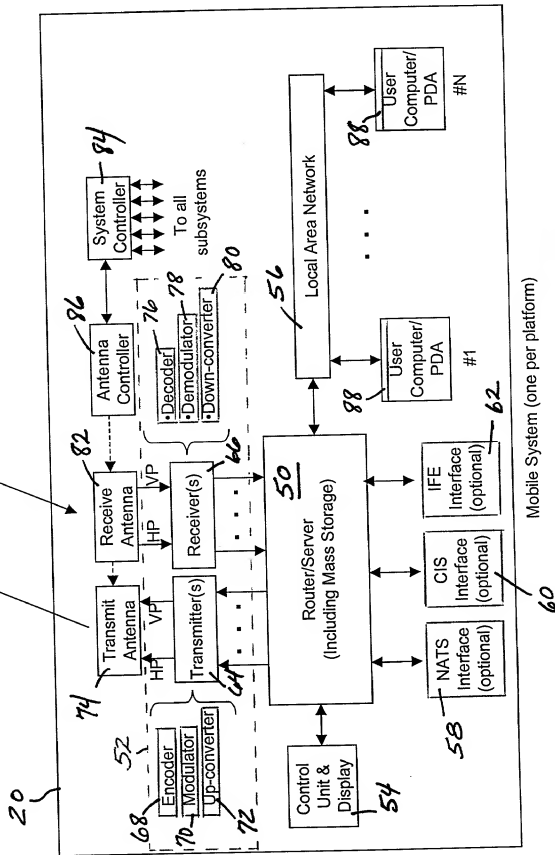 20
74
Transmit
Antenna
82
Receive
Antenna
86
Antenna
Controller
84
System
Controller
To all
subsystems
HP
VP
HP
VP
52
68
Encoder
70
Modulator
72
Up-converter
Transmitter(s)
64
Receiver(s)
66
•Decoder
76
•Demodulator
78
•Down-converter
80
50
Router/Server
(Including Mass Storage)
Control
Unit &
Display
54
56
Local Area Network
88
User
Computer/
PDA
#1
88
User
Computer/
PDA
#N
58
NATS
Interface
(optional)
60
CIS
Interface
(optional)
62
IFE
Interface
(optional)
Mobile System (one per platform)